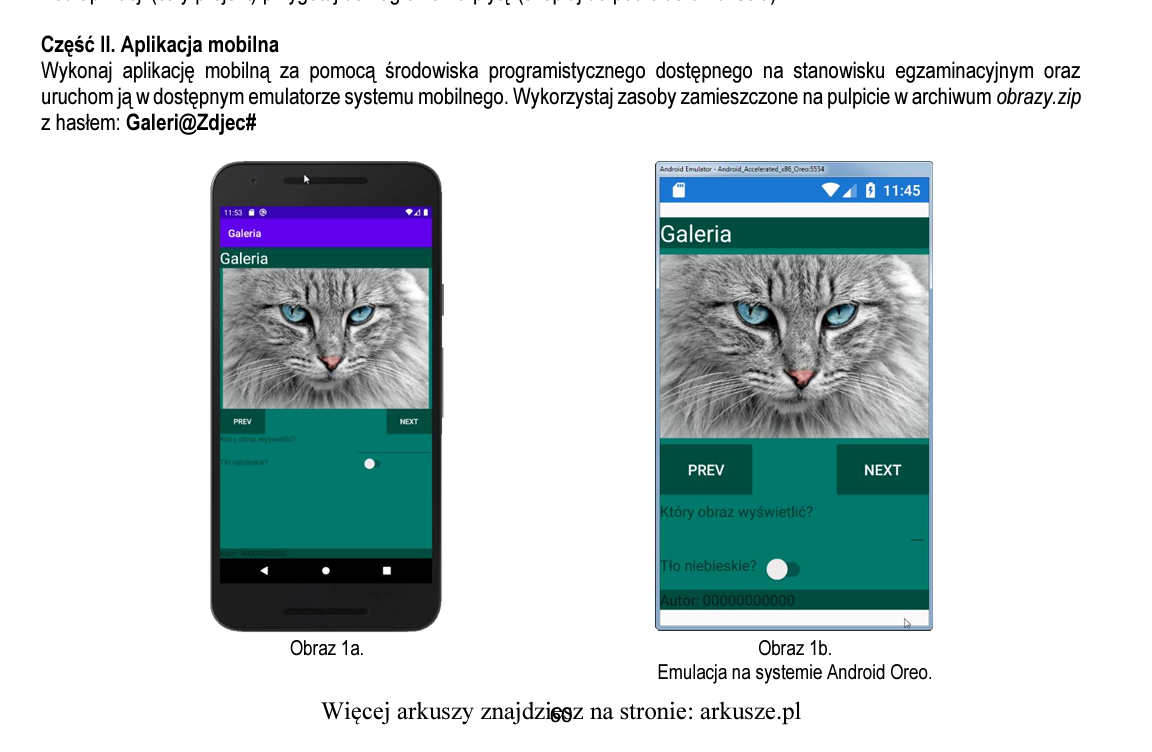 Część II. Aplikacja mobilna
Wykonaj aplikację mobilną za pomocą środowiska programistycznego dostępnego na stanowisku egzaminacyjnym oraz
uruchom ją w dostępnym emulatorze systemu mobilnego. Wykorzystaj zasoby zamieszczone na pulpicie w archiwum obrazy.zip
z hasłem: Galeri@Zdjec#
11:53
Galeria
Galeria
PREV NEXT
Który obraz wyświetlić?
Tło niebieskie?
Autor: 00000000000
Obraz 1a.
Android Emulator - Android_Accelerated_x86_Oreo:5554
11:45
Galeria
PREV NEXT
Który obraz wyświetlić?
Tło niebieskie?
Autor: 00000000000
Obraz 1b.
Emulacja na systemie Android Oreo.
Więcej arkuszy znajdziesz na stronie: arkusze.pl